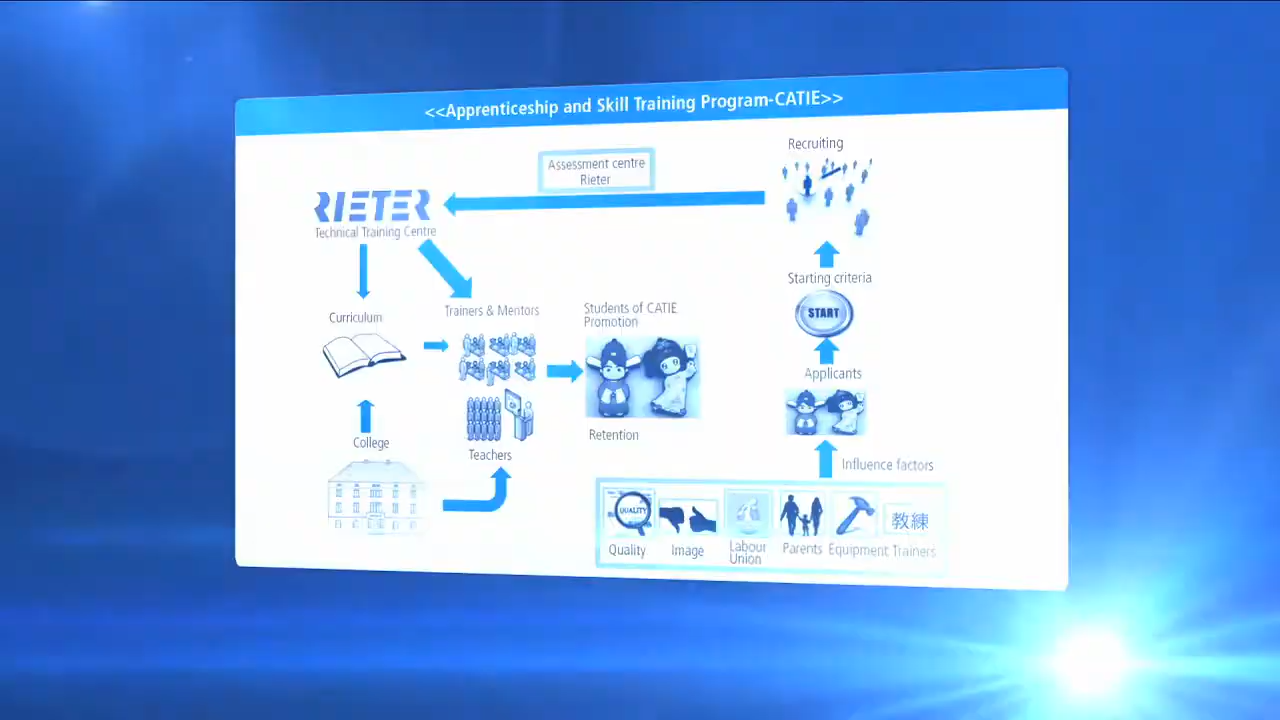 <<Apprenticeship and Skill Training Program-CATIE>>
Recruiting
Assessment centre
Rieter
RIETER
Technical Training Centre
Starting criteria
START
Curriculum
Trainers & Mentors
Students of CATIE
Promotion
Applicants
Retention
College
Teachers
Influence factors
QUALITY
教練
Quality
Image
Labour
Union
Parents
Equipment
Trainers